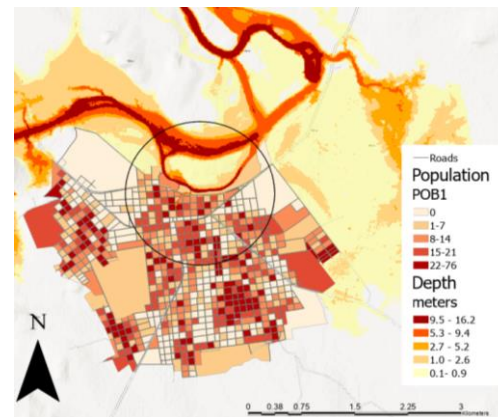 Roads
Population
POB1
0
1-7
8-14
15-21
22-76
Depth
meters
9.5 - 16.2
5.3 - 9.4
2.7 - 5.2
1.0 - 2.6
0.1- 0.9
N
0 0.38 0.75 1.5 2.25 3
Kilometers